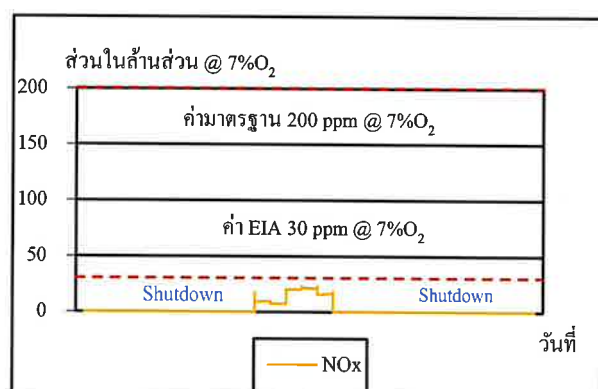 ส่วนในล้านส่วน @ 7%O2
200
ค่ามาตรฐาน 200 ppm @ 7%O2
150
100
ค่า EIA 30 ppm @ 7%O2
50
Shutdown Shutdown
0
วันที่
NOx